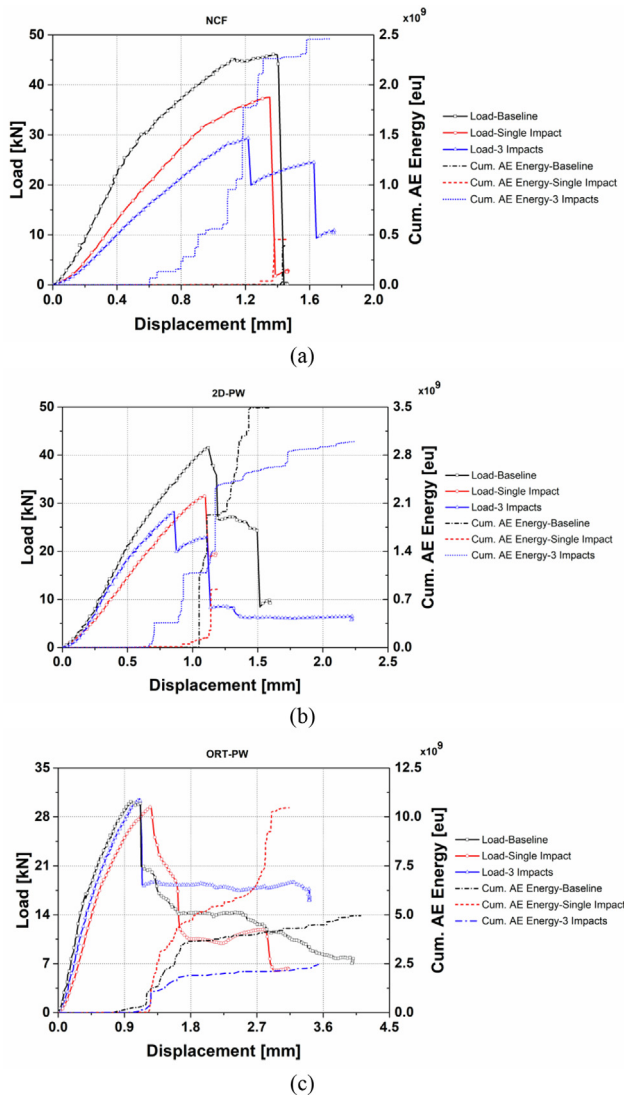 NCF
×10⁹
50
40
30
20
10
0
Load [kN]
2.5
2.0
1.5
1.0
0.5
0.0
Cum. AE Energy [eu]
0.0 0.4 0.8 1.2 1.6 2.0
Displacement [mm]
Load-Baseline
Load-Single Impact
Load-3 Impacts
Cum. AE Energy-Baseline
Cum. AE Energy-Single Impact
Cum. AE Energy-3 Impacts
(a)
2D-PW
×10⁹
50
40
30
20
10
0
Load [kN]
3.5
2.8
2.1
1.4
0.7
0.0
Cum. AE Energy [eu]
0.0 0.5 1.0 1.5 2.0 2.5
Displacement [mm]
Load-Baseline
Load-Single Impact
Load-3 Impacts
Cum. AE Energy-Baseline
Cum. AE Energy-Single Impact
Cum. AE Energy-3 Impacts
(b)
ORT-PW
×10⁹
35
28
21
14
7
0
Load [kN]
12.5
10.0
7.5
5.0
2.5
0.0
Cum. AE Energy [eu]
0.0 0.9 1.8 2.7 3.6 4.5
Displacement [mm]
Load-Baseline
Load-Single Impact
Load-3 Impacts
Cum. AE Energy-Baseline
Cum. AE Energy-Single Impact
Cum. AE Energy-3 Impacts
(c)